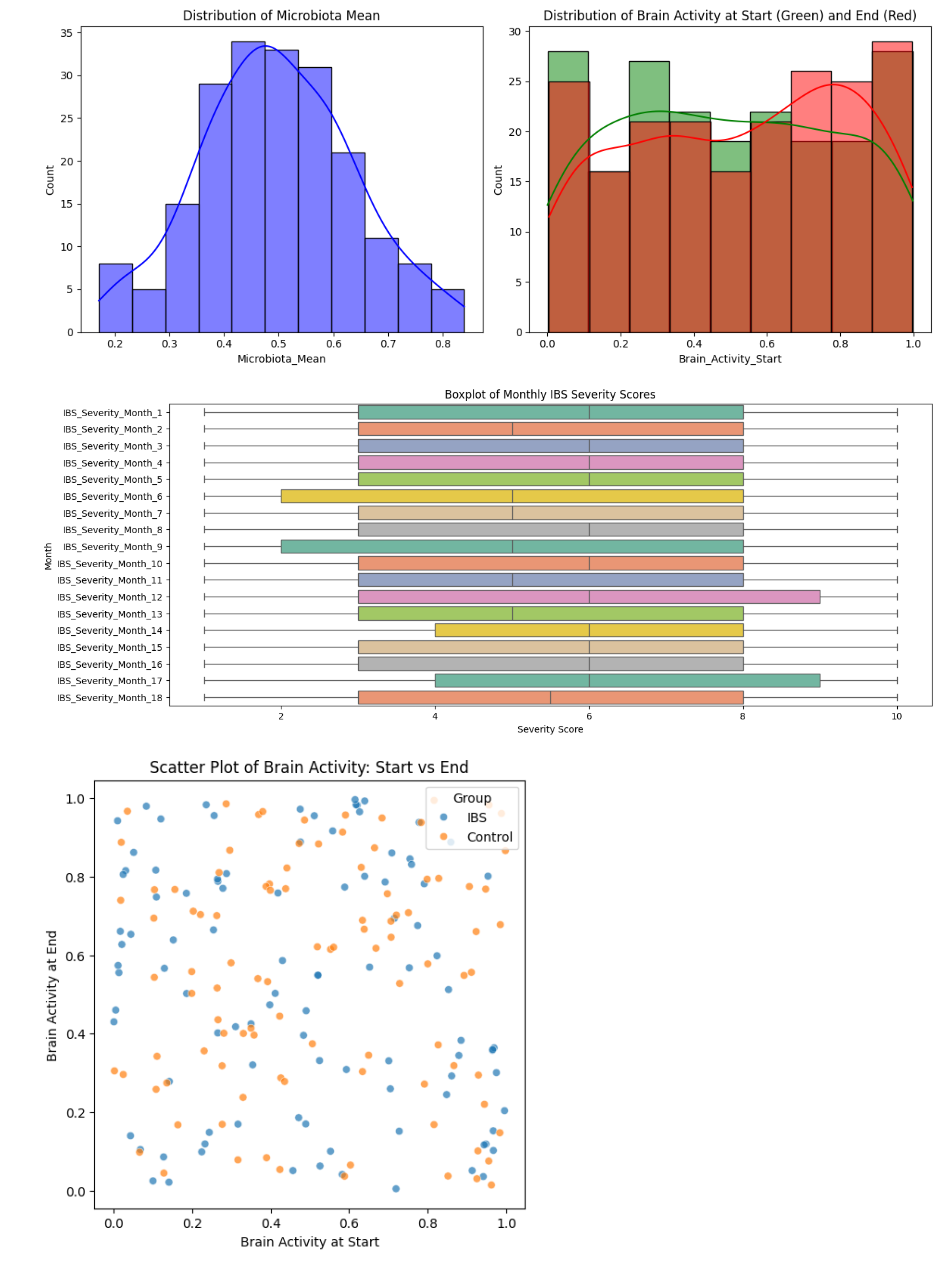 Distribution of Microbiota Mean
35
30
25
20
15
10
5
0
Count
0.2 0.3 0.4 0.5 0.6 0.7 0.8
Microbiota_Mean
Distribution of Brain Activity at Start (Green) and End (Red)
30
25
20
15
10
5
0
Count
0.0 0.2 0.4 0.6 0.8 1.0
Brain_Activity_Start
Boxplot of Monthly IBS Severity Scores
IBS_Severity_Month_1
IBS_Severity_Month_2
IBS_Severity_Month_3
IBS_Severity_Month_4
IBS_Severity_Month_5
IBS_Severity_Month_6
IBS_Severity_Month_7
IBS_Severity_Month_8
IBS_Severity_Month_9
IBS_Severity_Month_10
IBS_Severity_Month_11
IBS_Severity_Month_12
IBS_Severity_Month_13
IBS_Severity_Month_14
IBS_Severity_Month_15
IBS_Severity_Month_16
IBS_Severity_Month_17
IBS_Severity_Month_18
Month
2 4 6 8 10
Severity Score
Scatter Plot of Brain Activity: Start vs End
Group
IBS
Control
1.0
0.8
0.6
0.4
0.2
0.0
Brain Activity at End
0.0 0.2 0.4 0.6 0.8 1.0
Brain Activity at Start